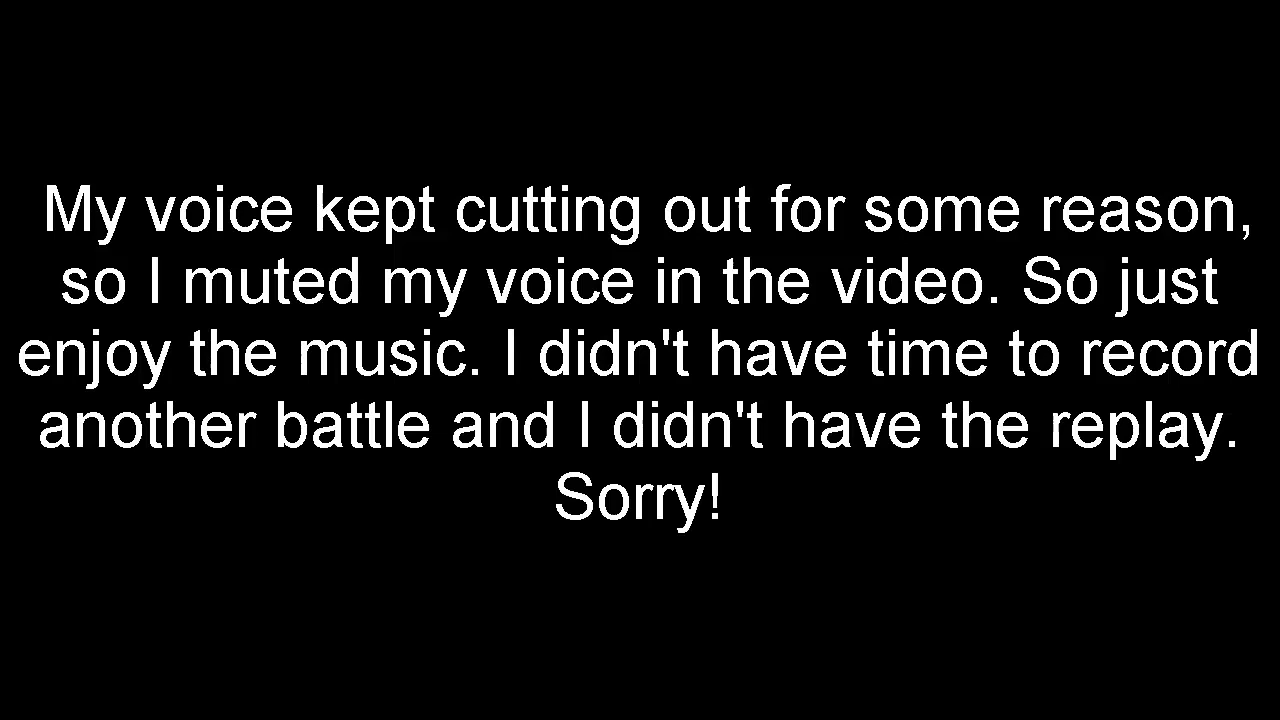 My voice kept cutting out for some reason,
so I muted my voice in the video. So just
enjoy the music. I didn't have time to record
another battle and I didn't have the replay.
Sorry!